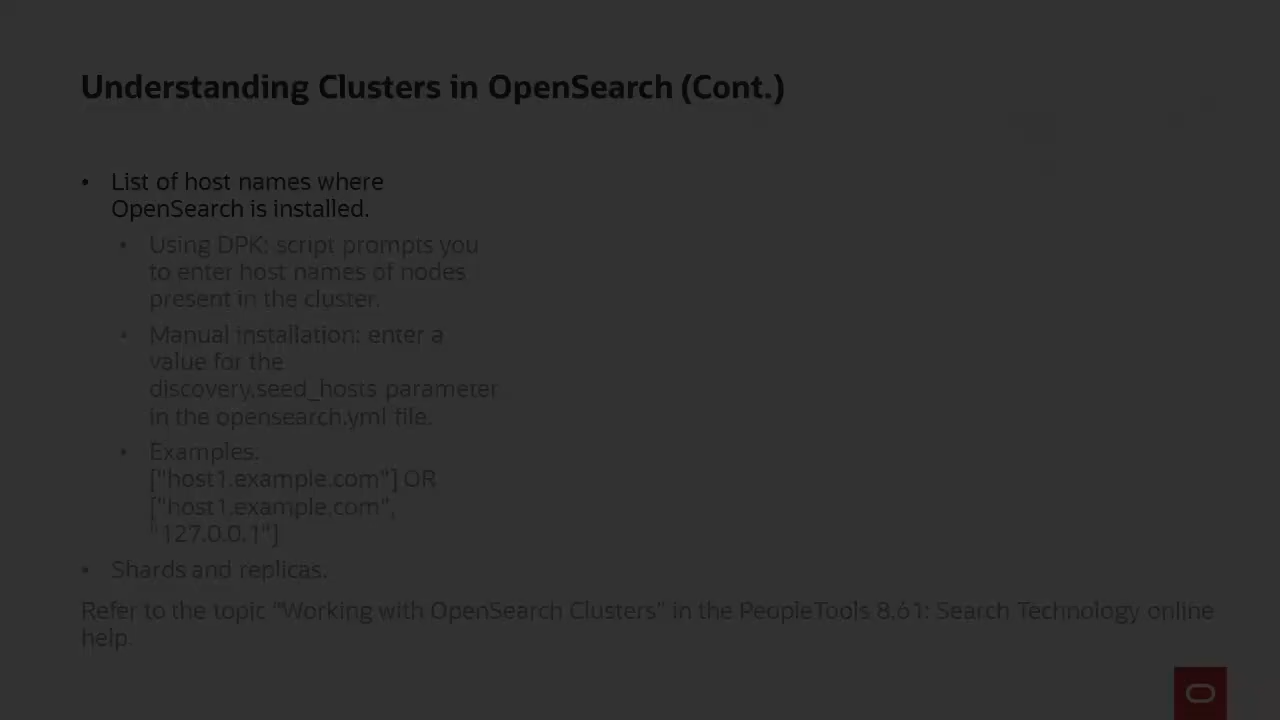 Understanding Clusters in OpenSearch (Cont.)
• List of host names where
OpenSearch is installed.
• Using DPK: script prompts you
to enter host names of nodes
present in the cluster.
• Manual installation: enter a
value for the
discovery.seed_hosts parameter
in the opensearch.yml file.
• Examples.
["host1.example.com"] OR
["host1.example.com",
"127.0.0.1"]
• Shards and replicas.
Refer to the topic “Working with OpenSearch Clusters” in the PeopleTools 8.61: Search Technology online
help.